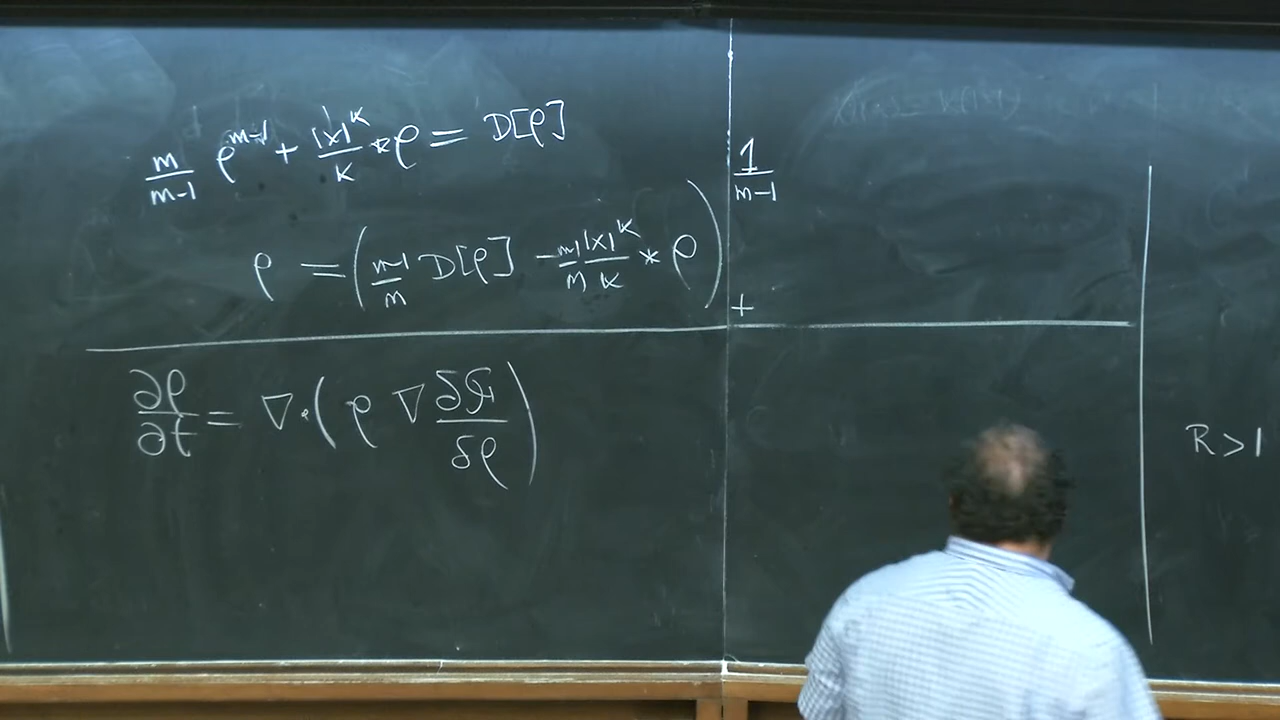 m/(m-1) ρ^{m-1} + |x|^k/k * ρ = D[ρ]
ρ = ( (m-1)/m D[ρ] - (m-1)/m |x|^k/k * ρ )_+^{1/(m-1)}
∂ρ/∂t = ∇·( ρ ∇ δF/δρ )
R > 1